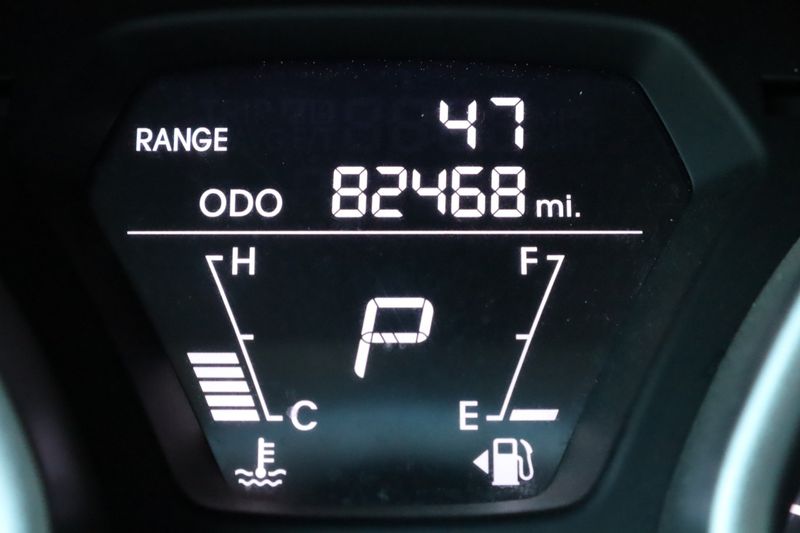 RANGE 47
ODO 82468 mi.
H F
P
C E